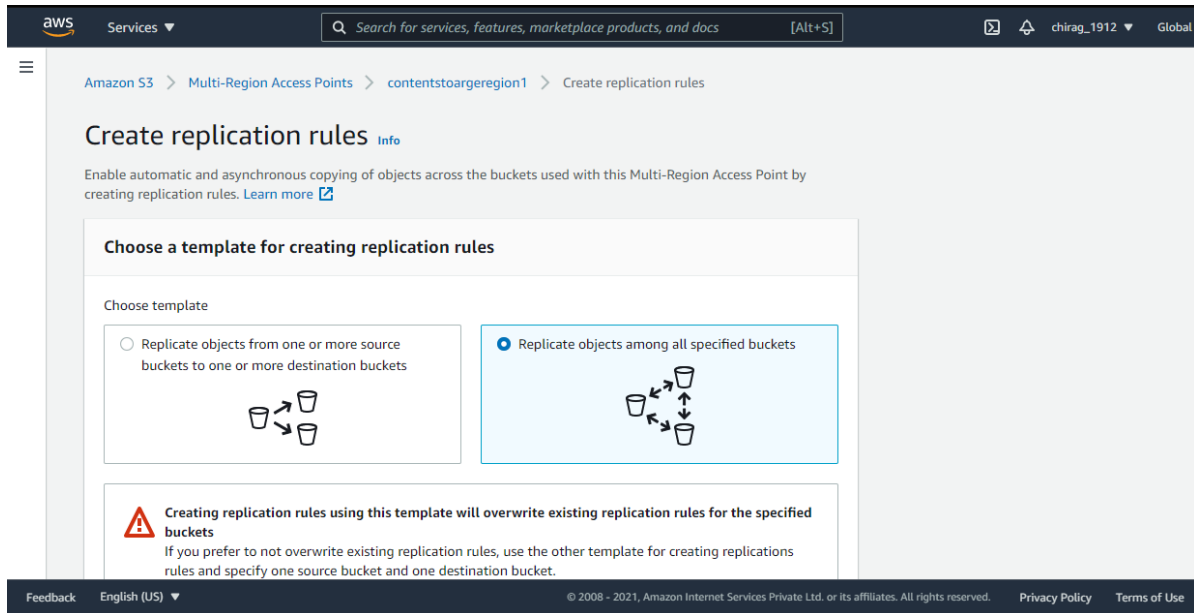 aws Services ▼ Search for services, features, marketplace products, and docs [Alt+S] chirag_1912 ▼ Global
Amazon S3 > Multi-Region Access Points > contentstoargeregion1 > Create replication rules
Create replication rules Info
Enable automatic and asynchronous copying of objects across the buckets used with this Multi-Region Access Point by
creating replication rules. Learn more
Choose a template for creating replication rules
Choose template
Replicate objects from one or more source
buckets to one or more destination buckets
Replicate objects among all specified buckets
Creating replication rules using this template will overwrite existing replication rules for the specified
buckets
If you prefer to not overwrite existing replication rules, use the other template for creating replications
rules and specify one source bucket and one destination bucket.
Feedback English (US) ▼ © 2008 - 2021, Amazon Internet Services Private Ltd. or its affiliates. All rights reserved. Privacy Policy Terms of Use